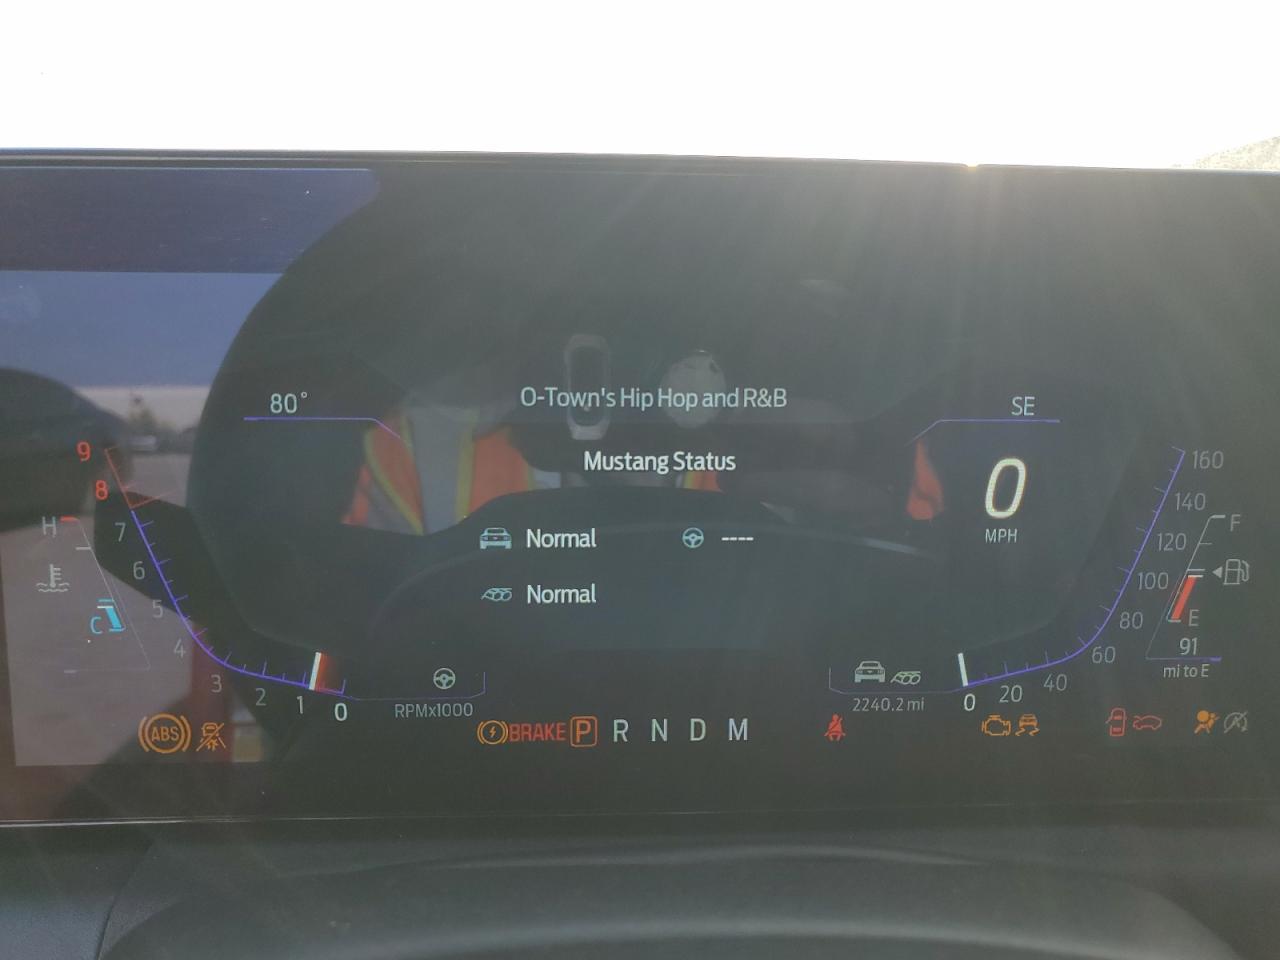 80°
O-Town's Hip Hop and R&B
SE
Mustang Status
0
MPH
Normal
----
Normal
9
8
7
6
5
4
3
2
1
0
RPMx1000
H
C
160
140
120
100
80
60
40
20
0
F
E
91
mi to E
2240.2 mi
ABS
BRAKE P R N D M